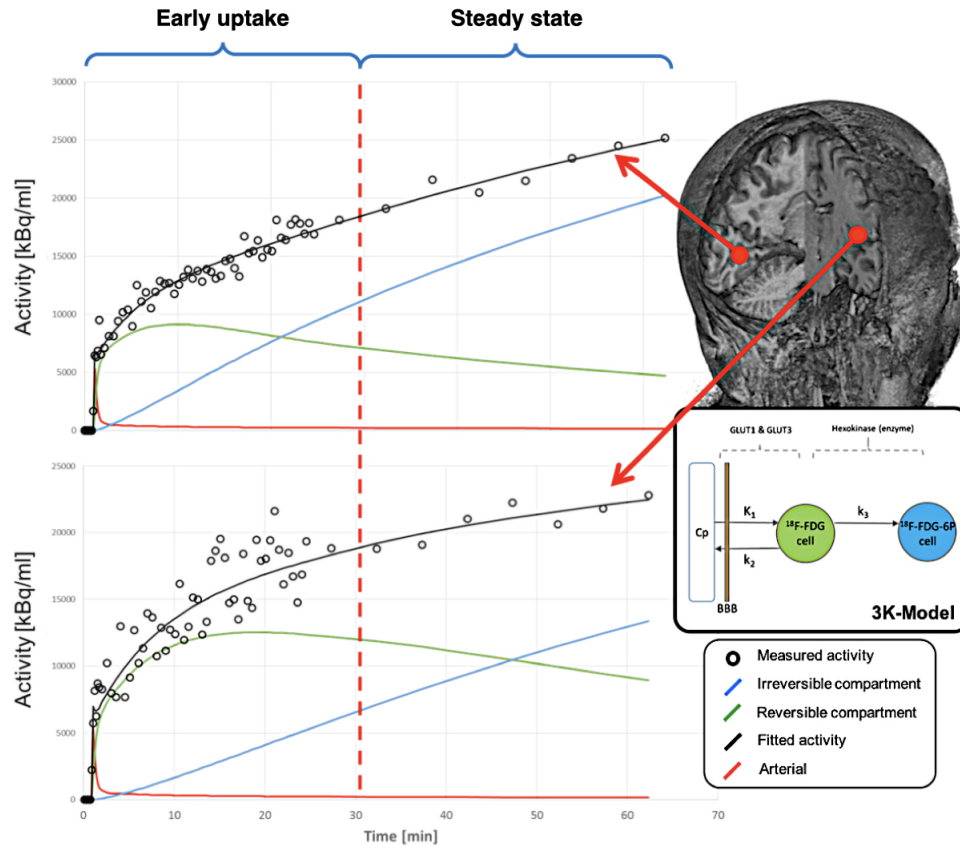 Early uptake
Steady state
30000
25000
20000
15000
10000
5000
0
Activity [kBq/ml]
25000
20000
15000
10000
5000
0
Activity [kBq/ml]
0 10 20 30 40 50 60 70
Time [min]
GLUT1 & GLUT3
Hexokinase (enzyme)
Cp
K1
k2
18F-FDG
cell
k3
18F-FDG-6P
cell
BBB
3K-Model
Measured activity
Irreversible compartment
Reversible compartment
Fitted activity
Arterial